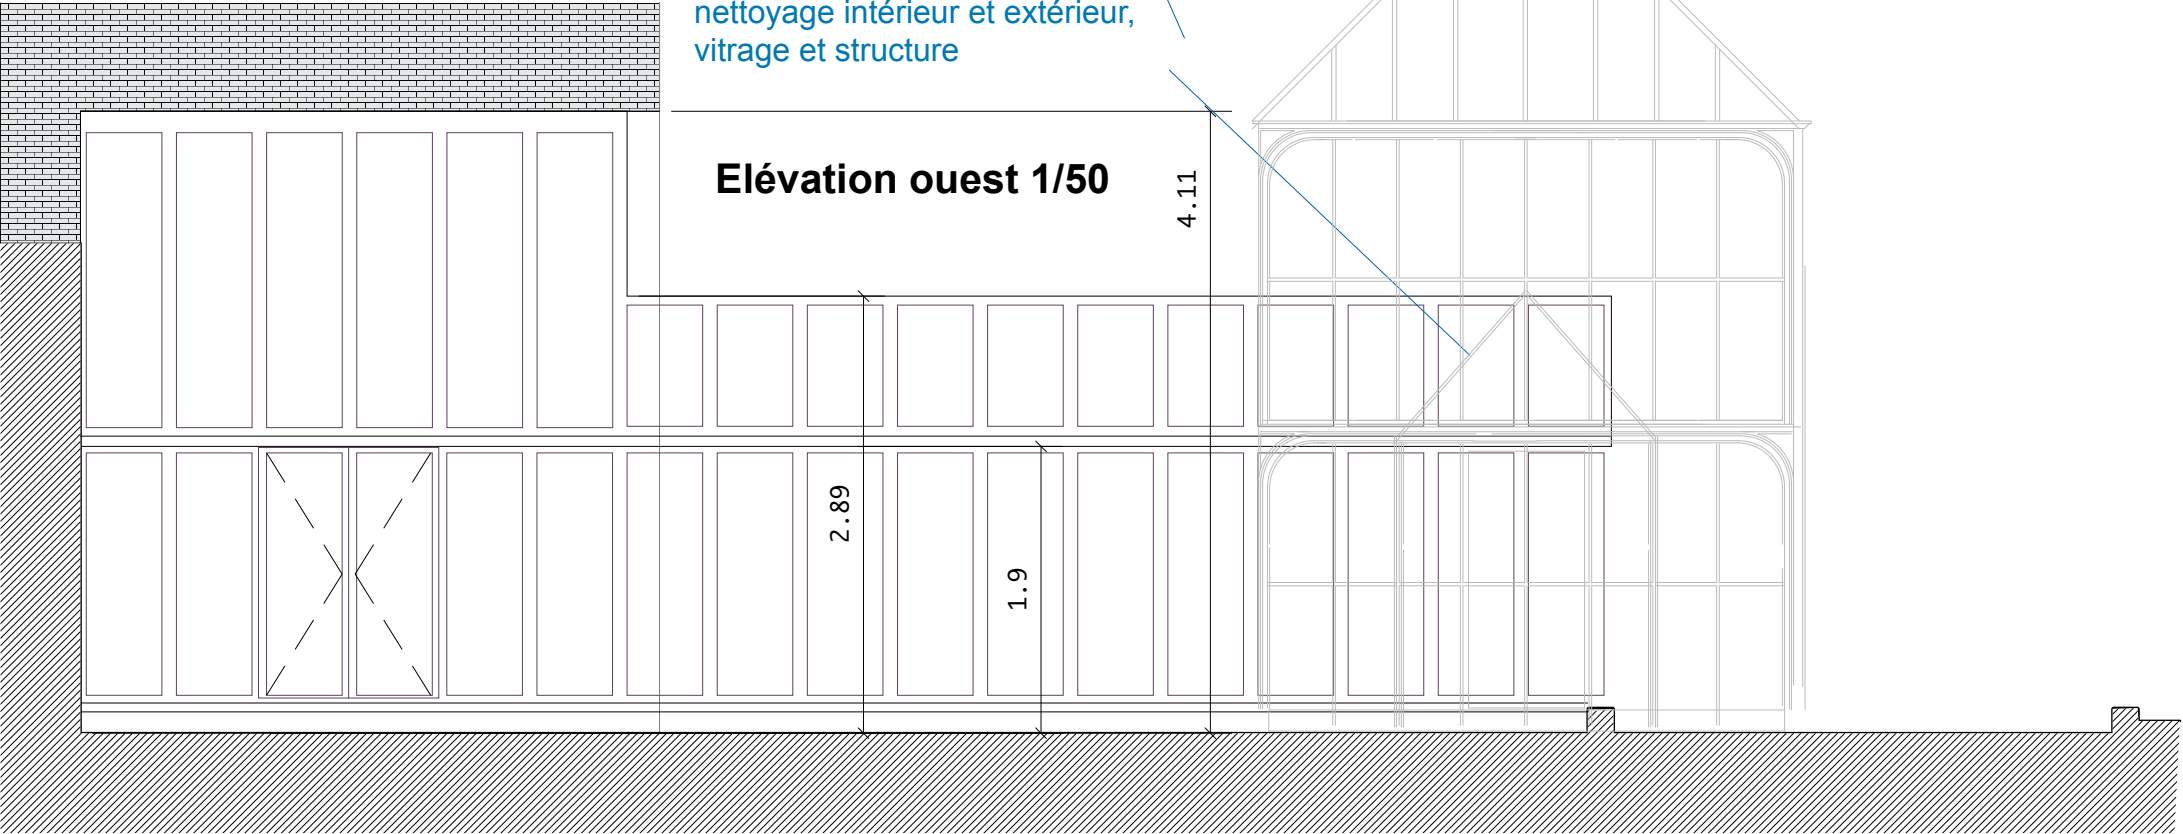 nettoyage intérieur et extérieur,
vitrage et structure
Elévation ouest 1/50
4.11
2.89
1.9